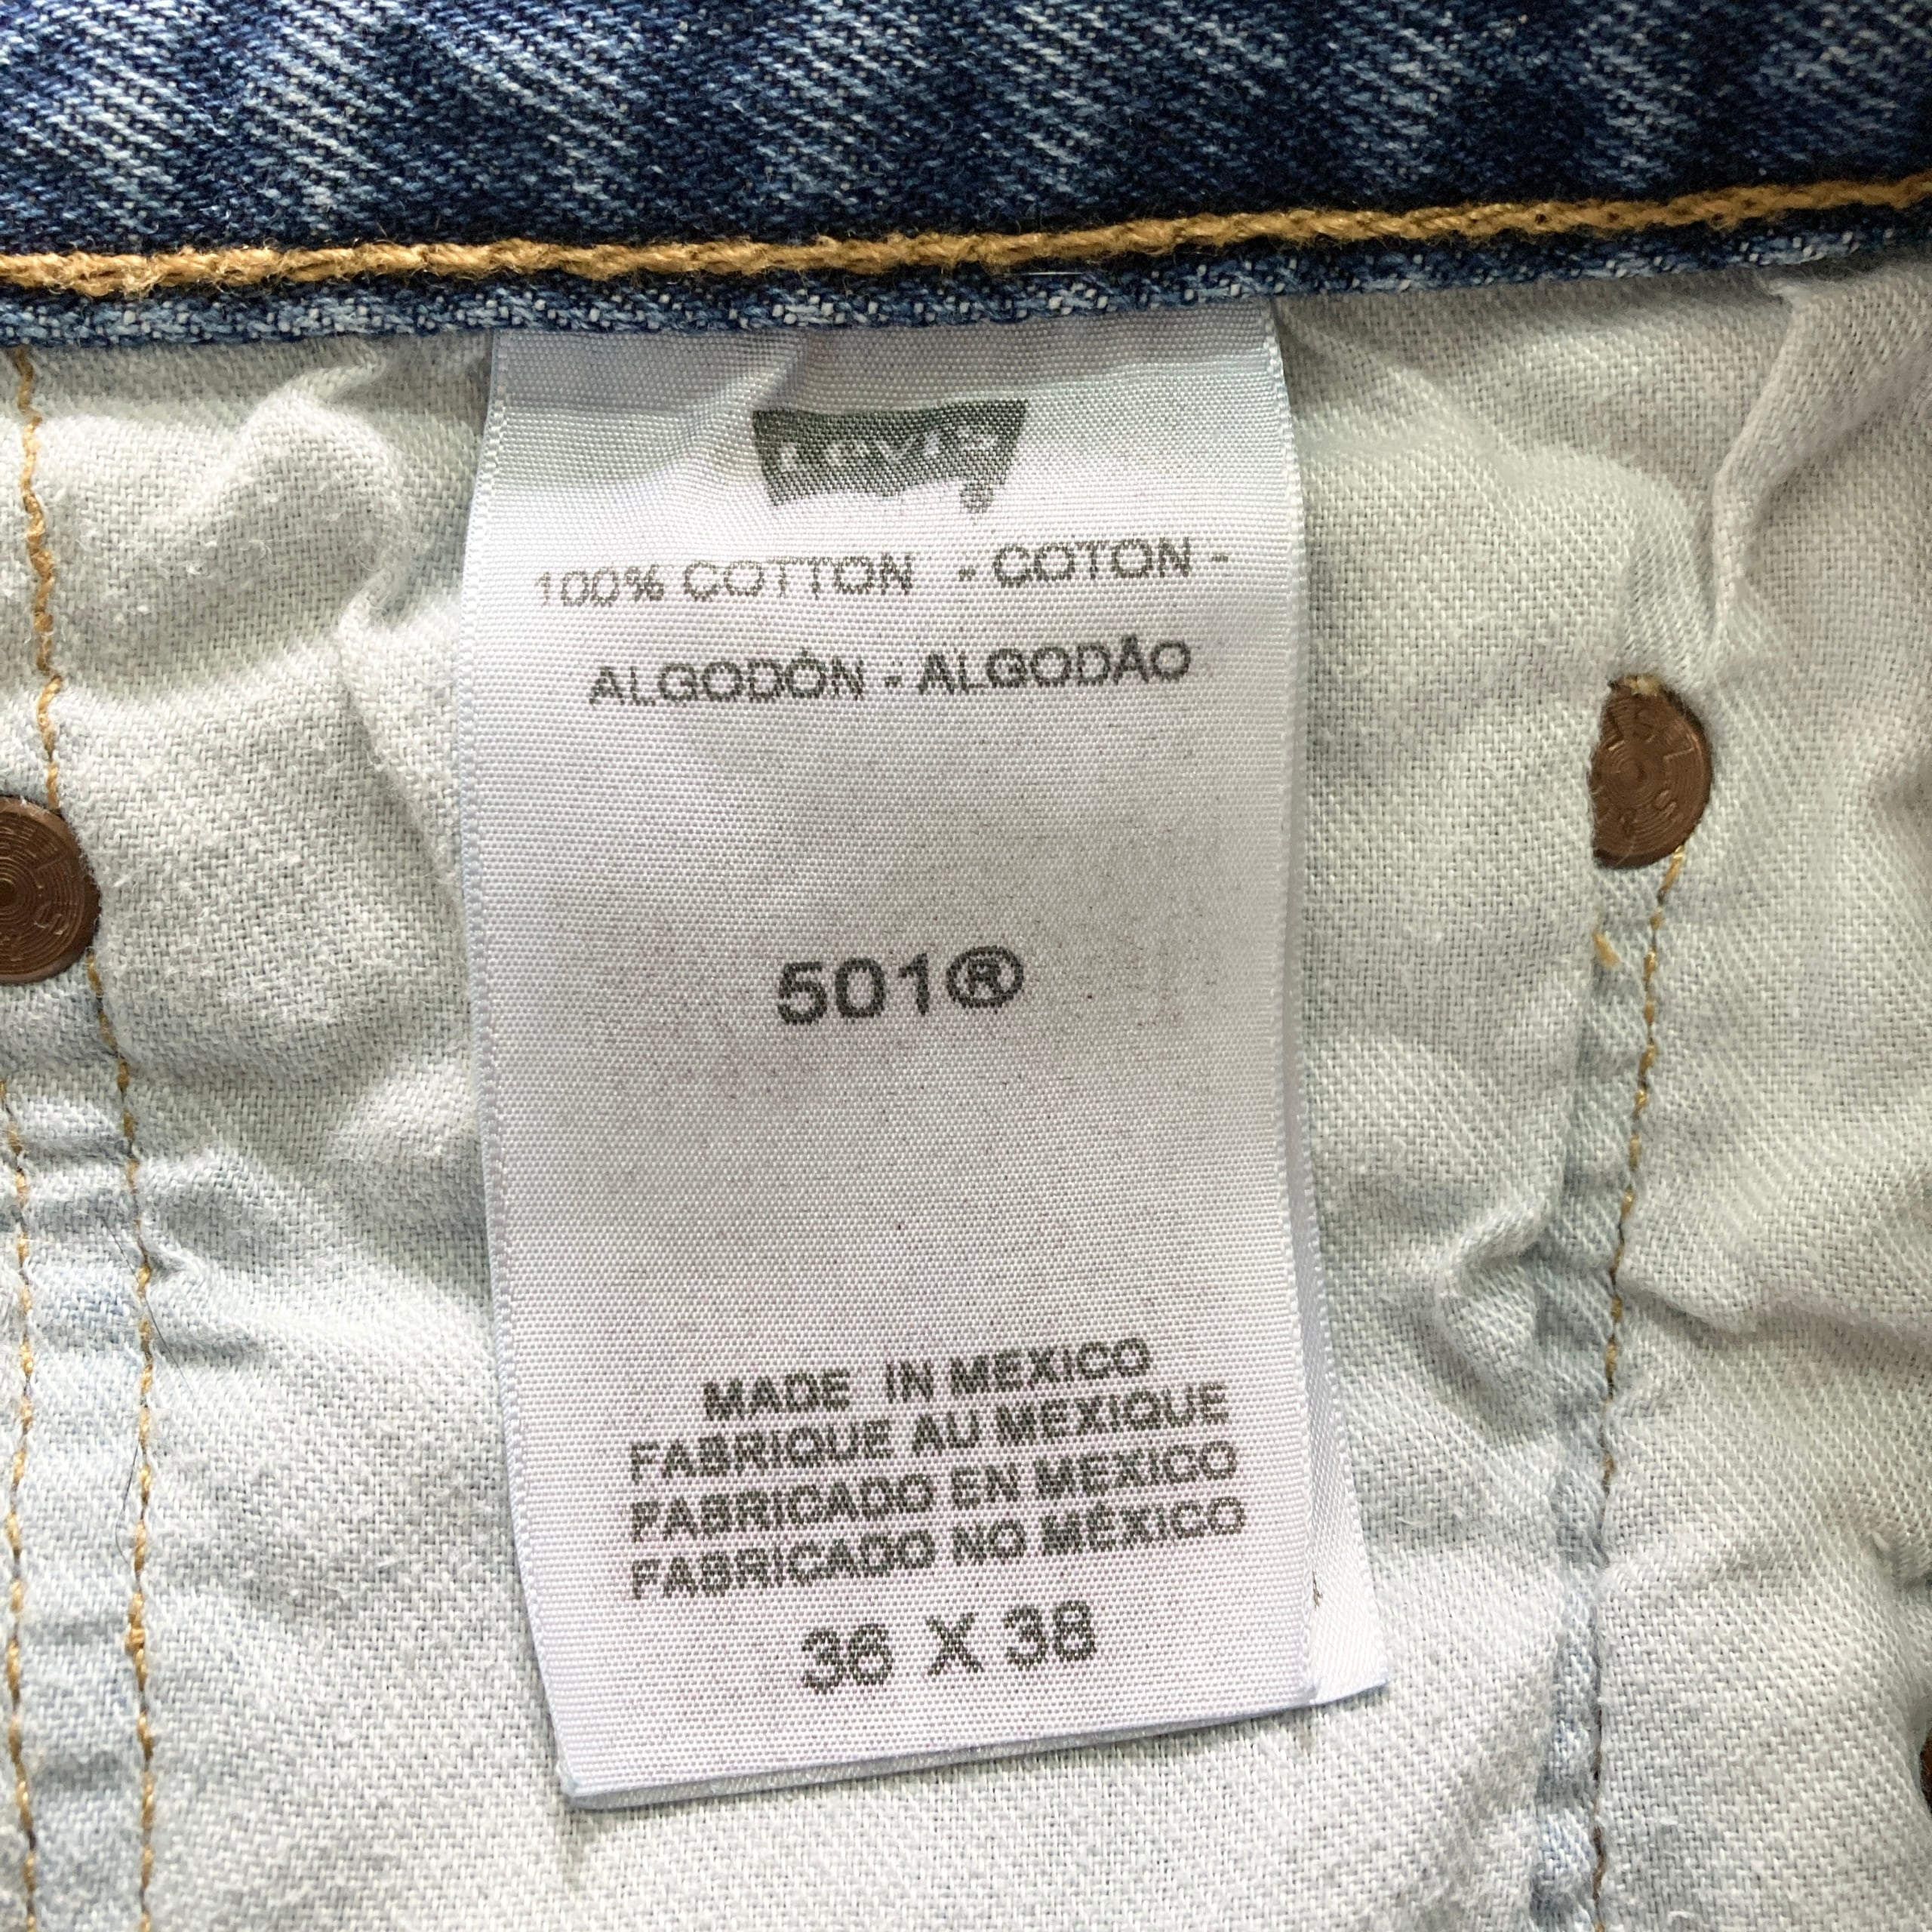 Levi's
®
100% COTTON - COTON -
ALGODÓN - ALGODÃO
501®
MADE IN MEXICO
FABRIQUE AU MEXIQUE
FABRICADO EN MEXICO
FABRICADO NO MÉXICO
36 X 38